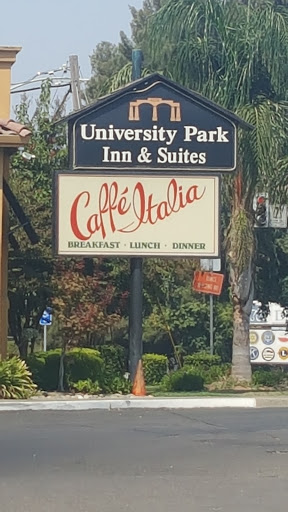 University Park
Inn & Suites
Caffé Italia
BREAKFAST · LUNCH · DINNER